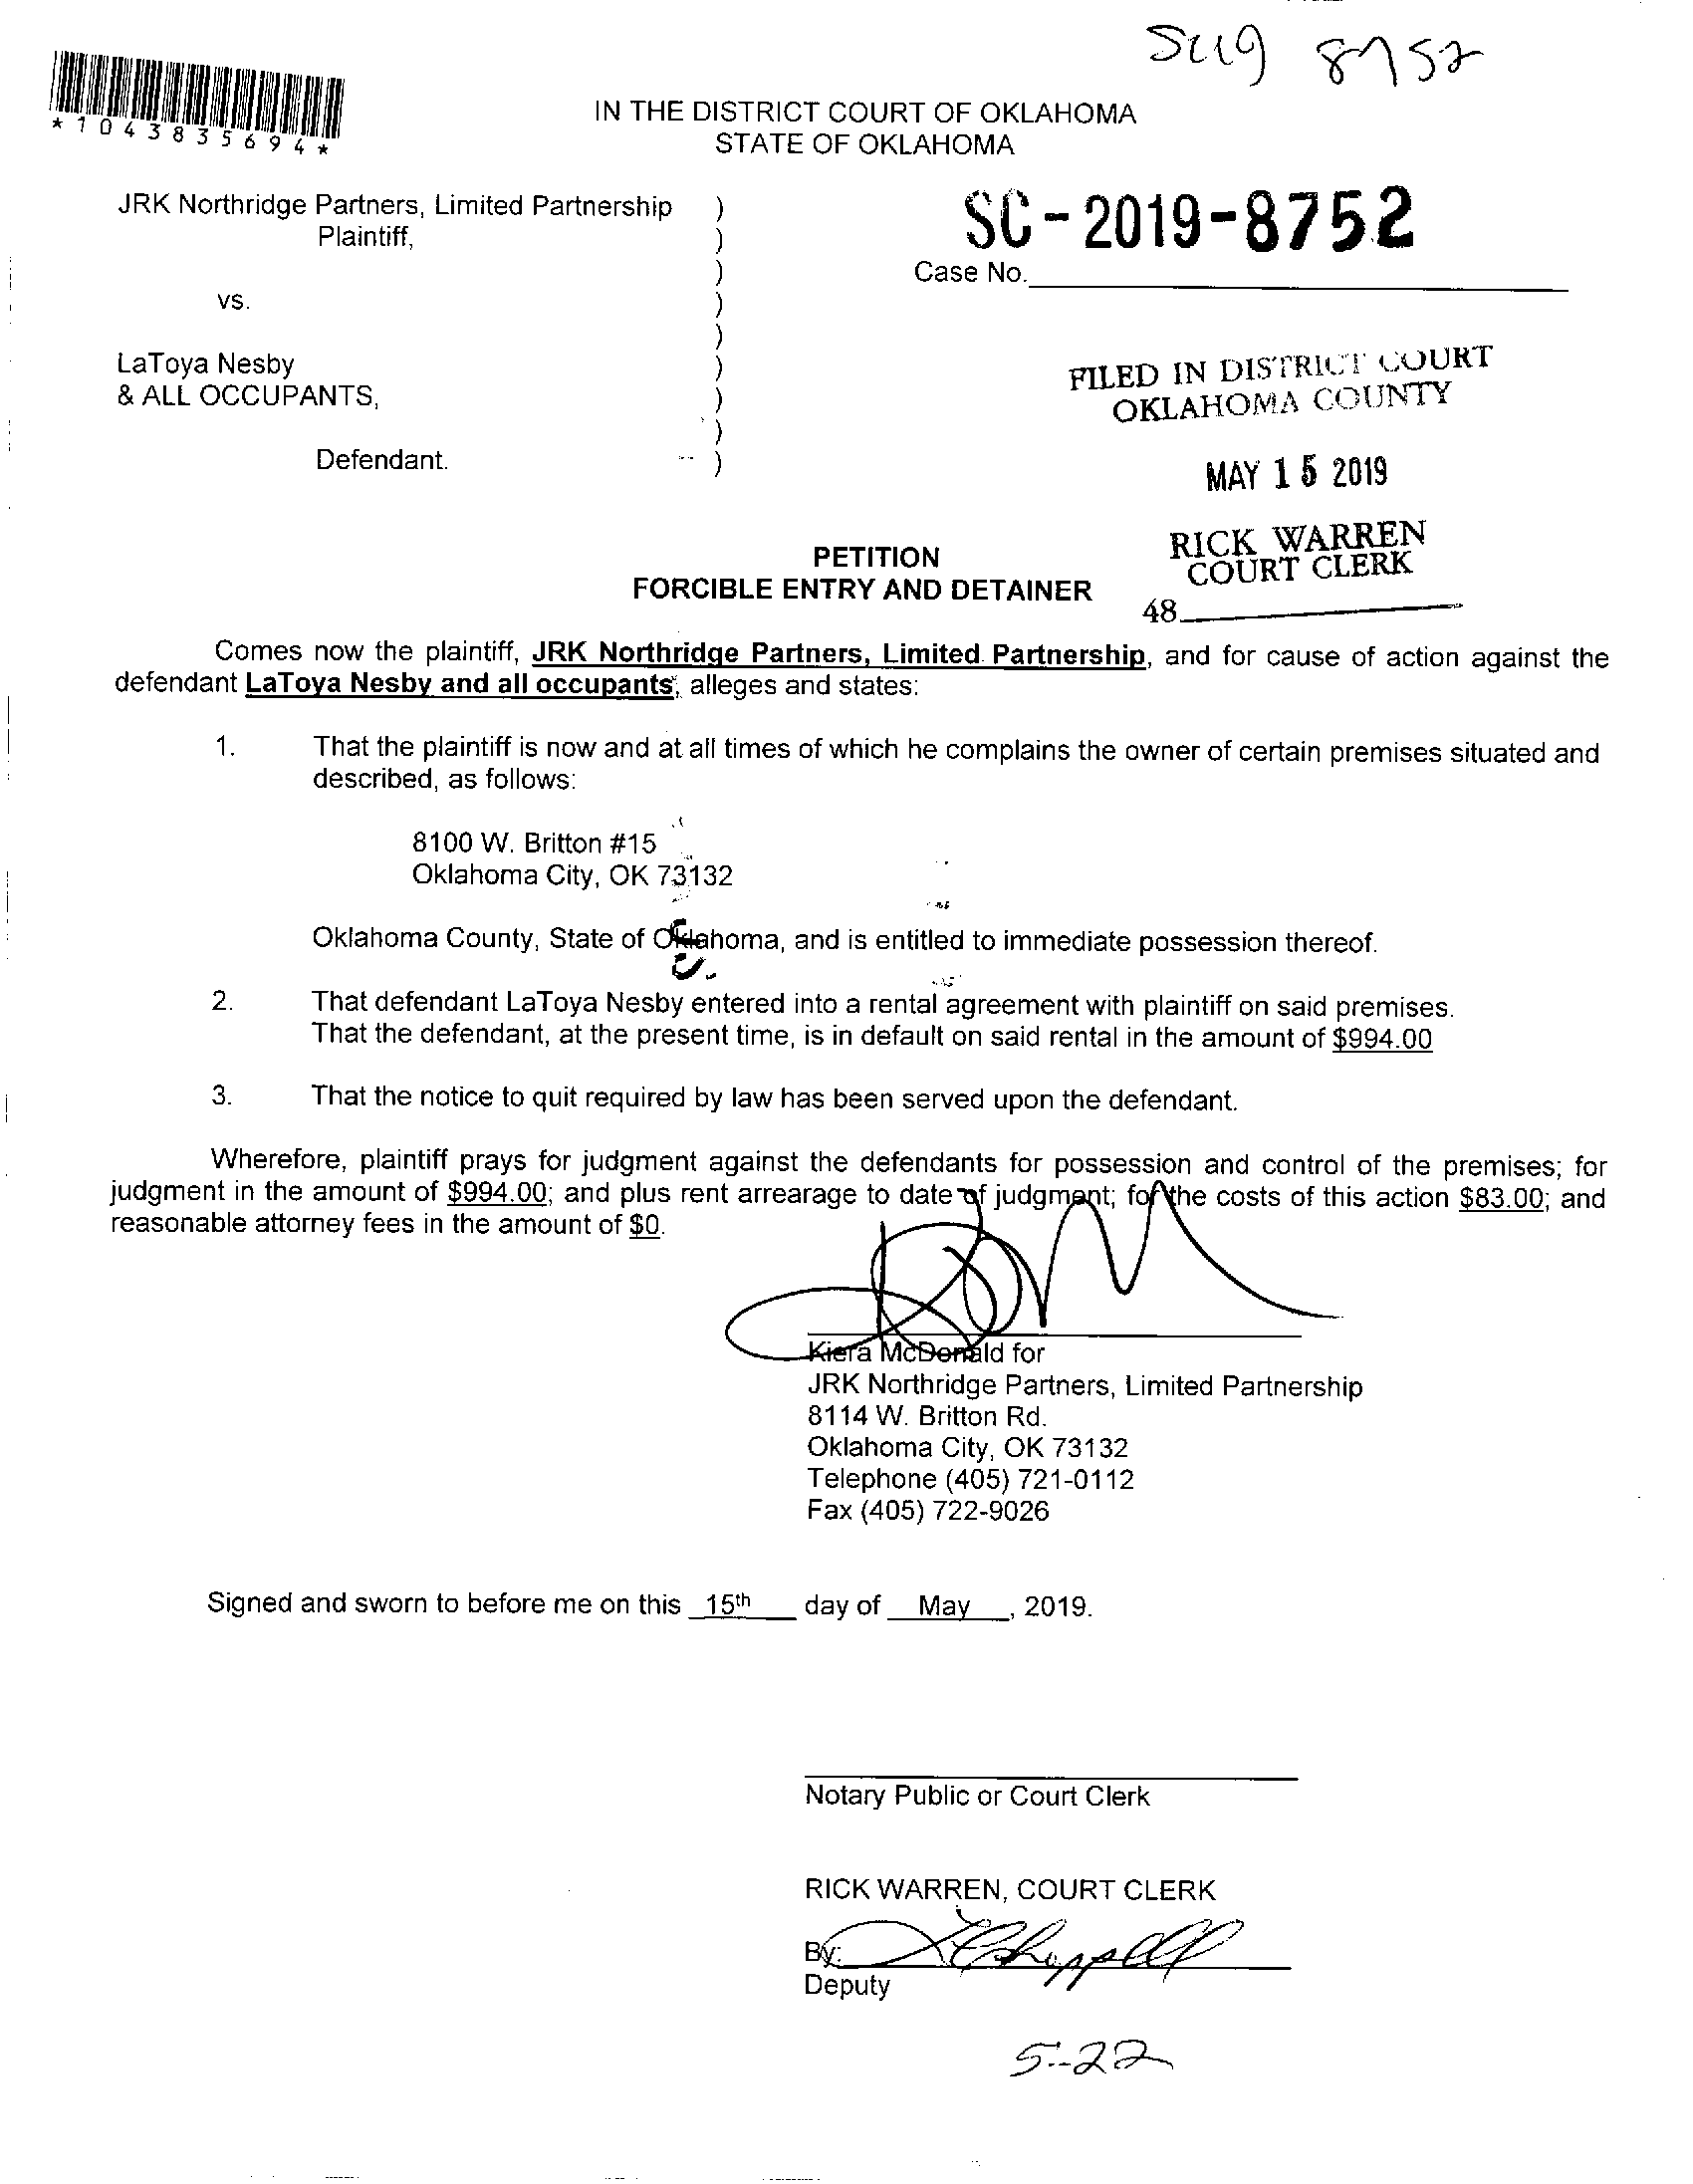 SC19 8752
*1043835694*
IN THE DISTRICT COURT OF OKLAHOMA
STATE OF OKLAHOMA
JRK Northridge Partners, Limited Partnership )
Plaintiff, )
)
vs. )
)
LaToya Nesby )
& ALL OCCUPANTS, )
)
Defendant. )
SC-2019-8752
Case No.
FILED IN DISTRICT COURT
OKLAHOMA COUNTY
MAY 15 2019
RICK WARREN
COURT CLERK
48
PETITION
FORCIBLE ENTRY AND DETAINER
Comes now the plaintiff, JRK Northridge Partners, Limited Partnership, and for cause of action against the
defendant LaToya Nesby and all occupants, alleges and states:
1. That the plaintiff is now and at all times of which he complains the owner of certain premises situated and
described, as follows:
8100 W. Britton #15
Oklahoma City, OK 73132
Oklahoma County, State of Oklahoma, and is entitled to immediate possession thereof.
2. That defendant LaToya Nesby entered into a rental agreement with plaintiff on said premises.
That the defendant, at the present time, is in default on said rental in the amount of $994.00
3. That the notice to quit required by law has been served upon the defendant.
Wherefore, plaintiff prays for judgment against the defendants for possession and control of the premises; for
judgment in the amount of $994.00; and plus rent arrearage to date of judgment; for the costs of this action $83.00; and
reasonable attorney fees in the amount of $0.
Kiera McDonald for
JRK Northridge Partners, Limited Partnership
8114 W. Britton Rd.
Oklahoma City, OK 73132
Telephone (405) 721-0112
Fax (405) 722-9026
Signed and sworn to before me on this 15th day of May, 2019.
Notary Public or Court Clerk
RICK WARREN, COURT CLERK
By:
Deputy
5-22